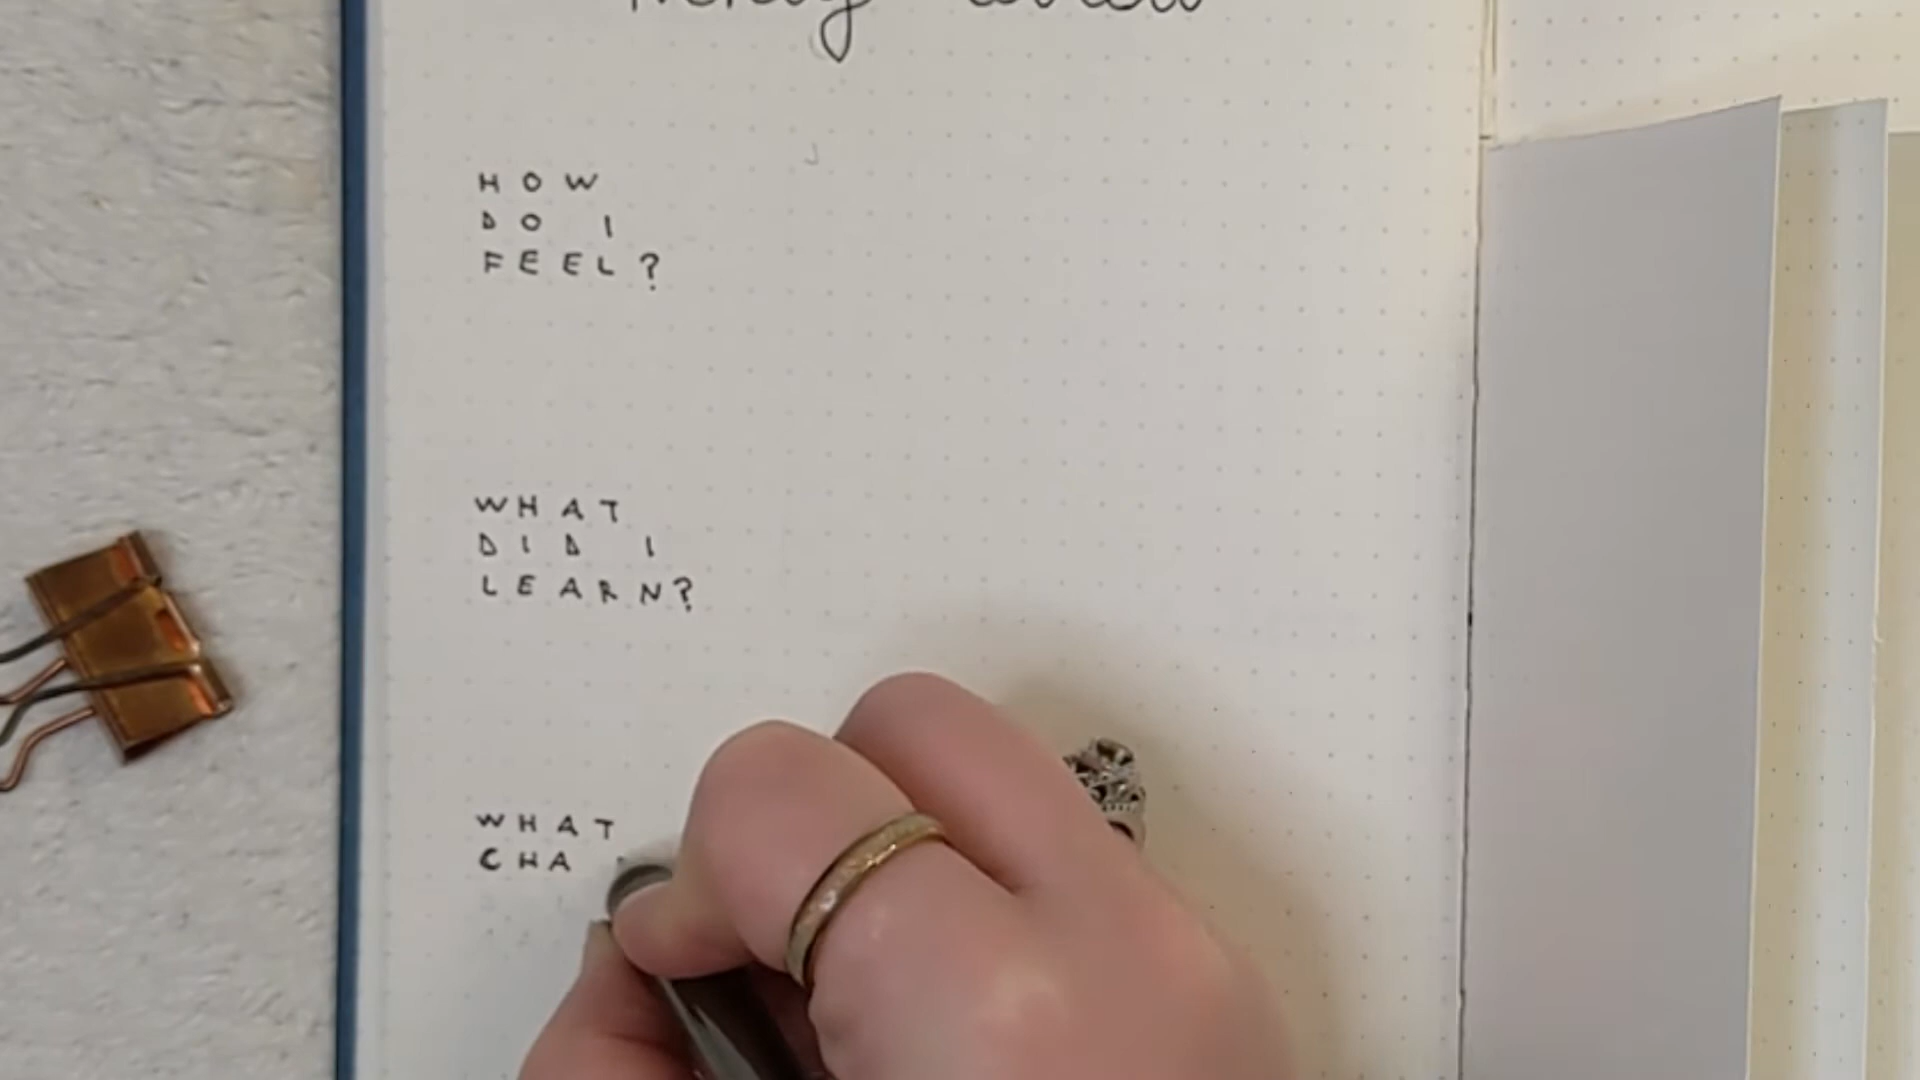 HOW
DO I
FEEL?
WHAT
DID I
LEARN?
WHAT
CHA